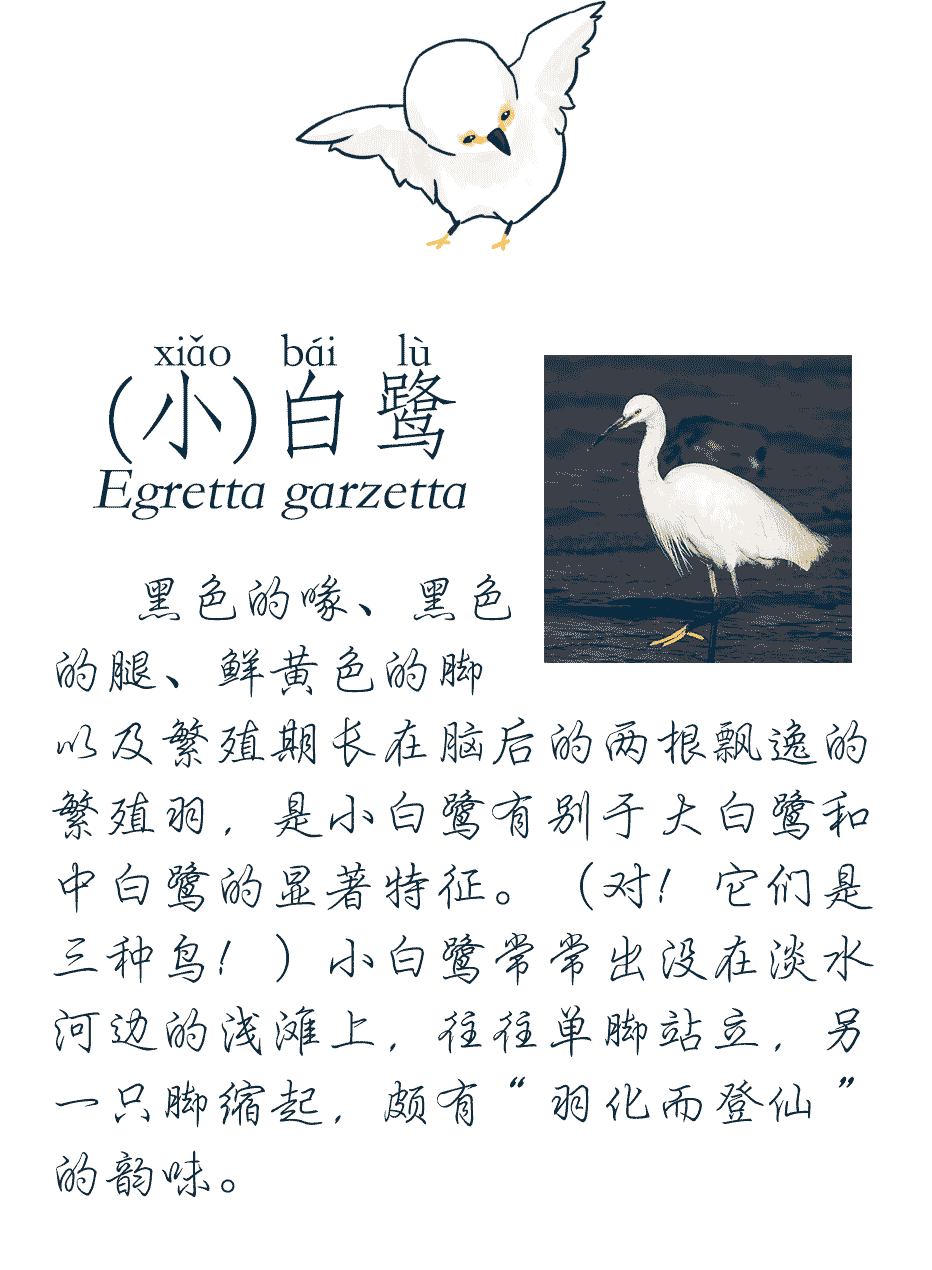 xiǎo bái lù
(小)白鹭
Egretta garzetta
黑色的喙、黑色
的腿、鲜黄色的脚
以及繁殖期长在脑后的两根飘逸的
繁殖羽，是小白鹭有别于大白鹭和
中白鹭的显著特征。（对！它们是
三种鸟！）小白鹭常常出没在淡水
河边的浅滩上，往往单脚站立，另
一只脚缩起，颇有“羽化而登仙”
的韵味。